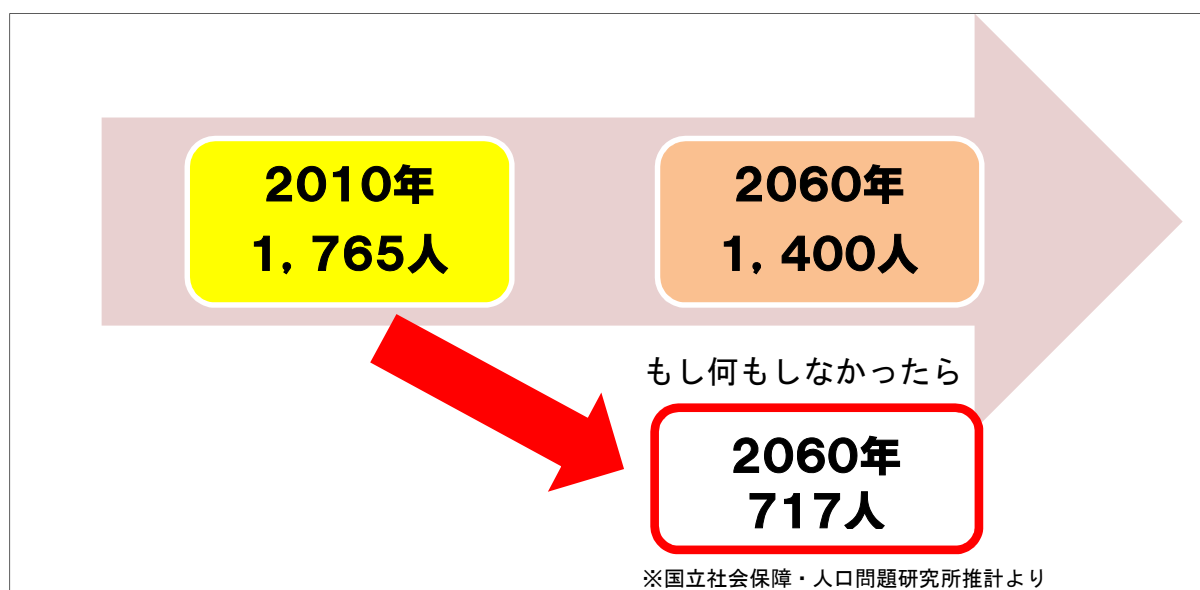 2010年
1,765人
2060年
1,400人
もし何もしなかったら
2060年
717人
※国立社会保障・人口問題研究所推計より